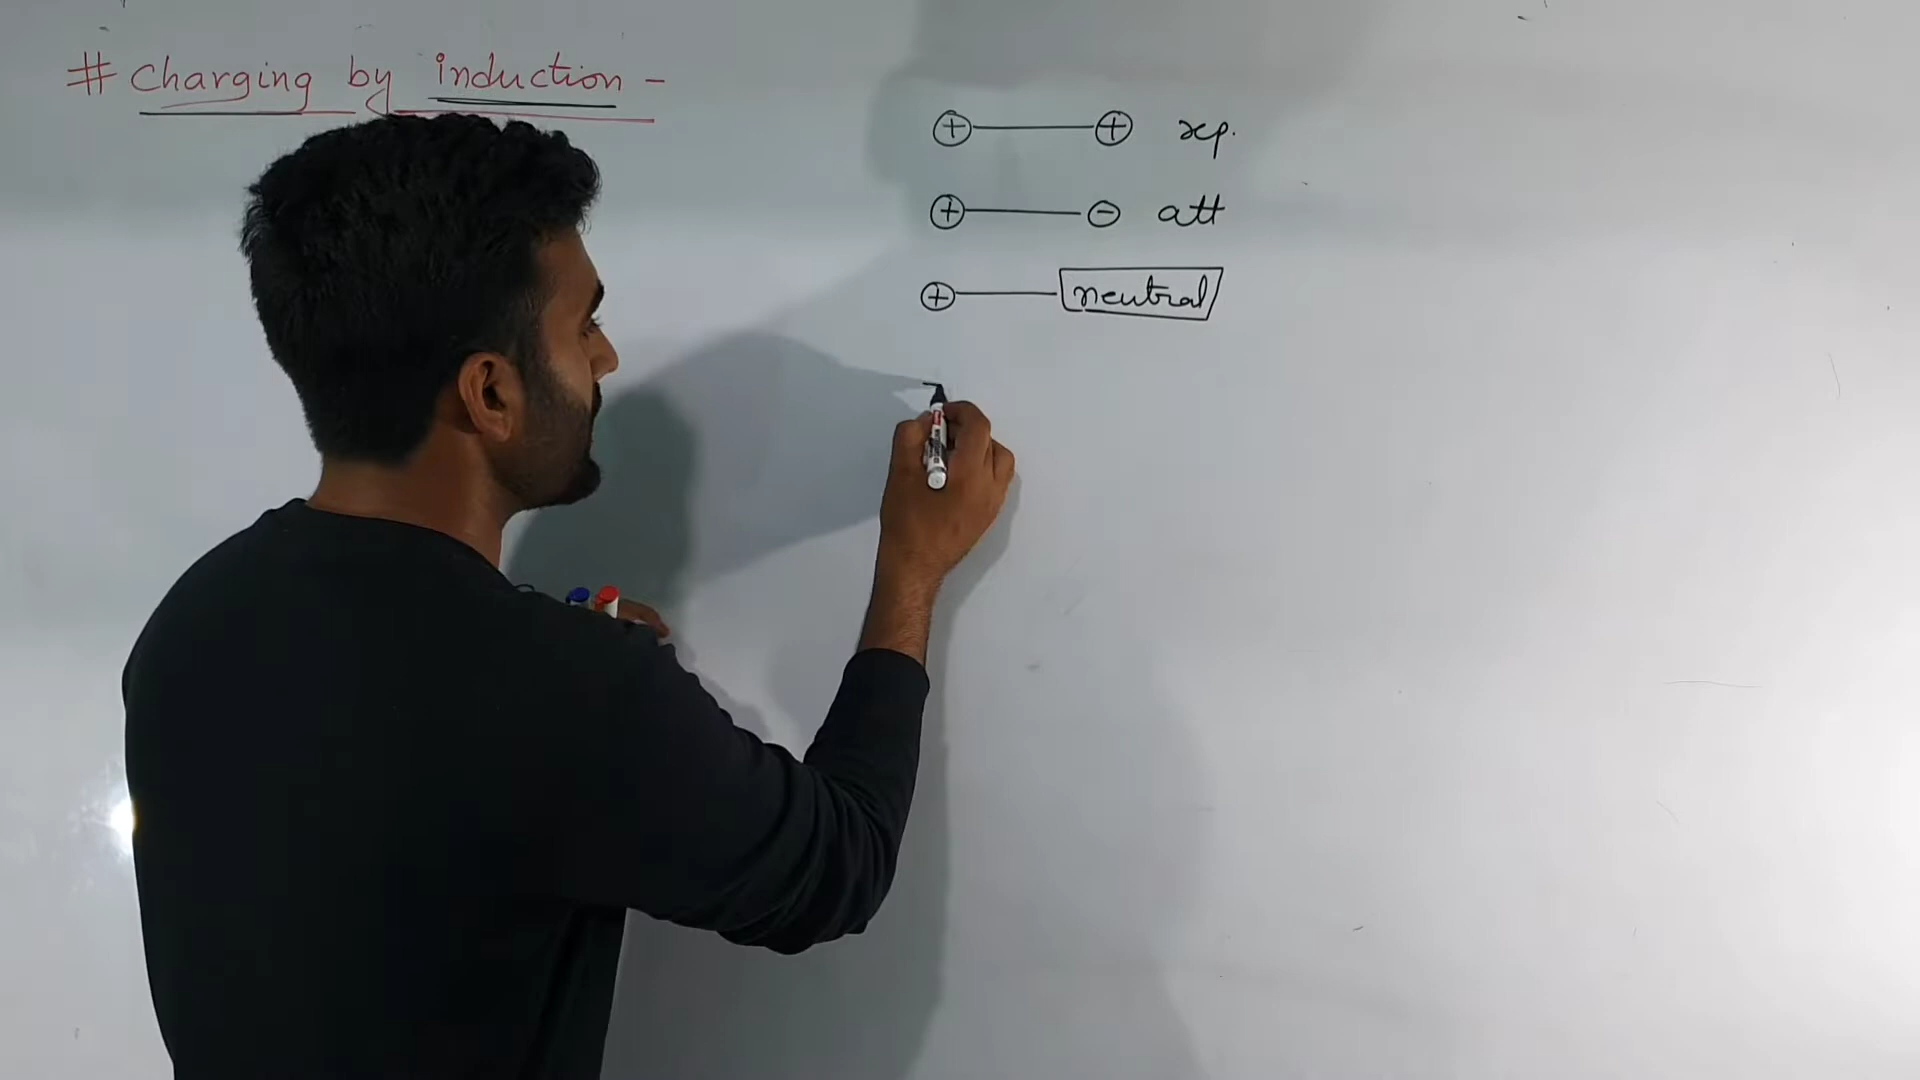 # Charging by induction -
+ + rep.
+ - att
+ neutral